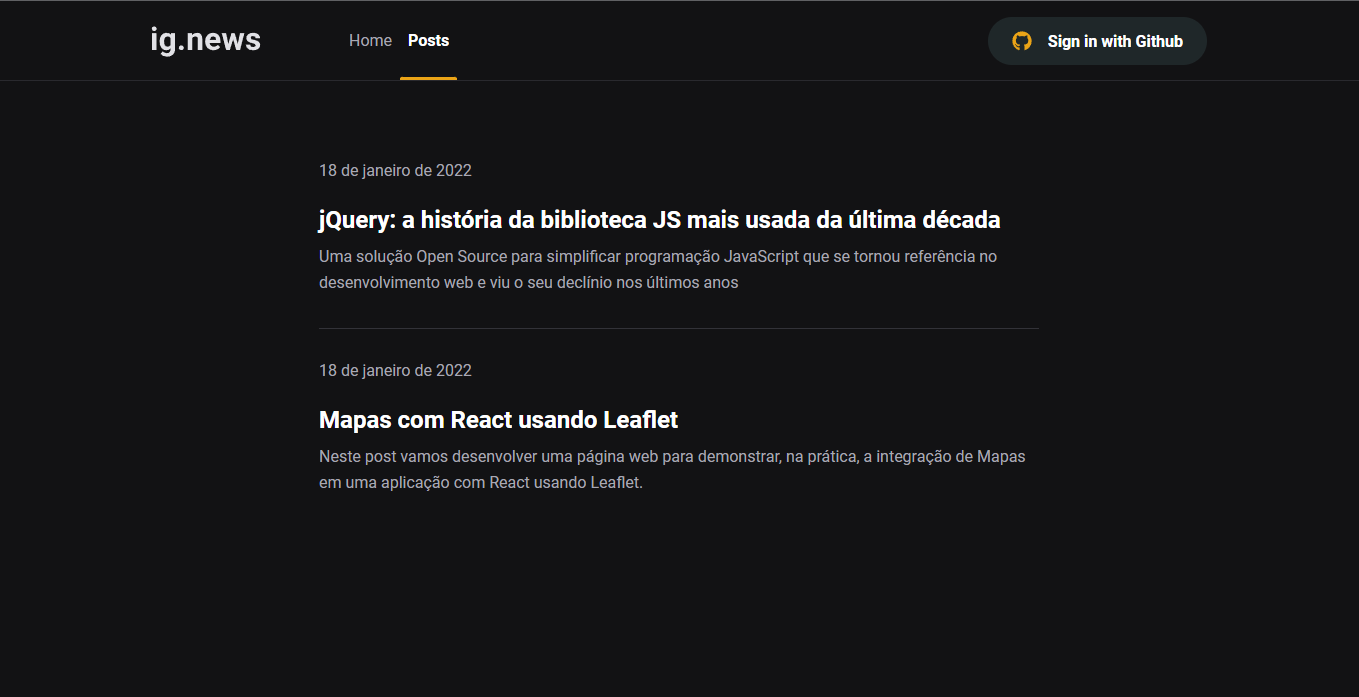 ig.news
Home
Posts
Sign in with Github
18 de janeiro de 2022
jQuery: a história da biblioteca JS mais usada da última década
Uma solução Open Source para simplificar programação JavaScript que se tornou referência no
desenvolvimento web e viu o seu declínio nos últimos anos
18 de janeiro de 2022
Mapas com React usando Leaflet
Neste post vamos desenvolver uma página web para demonstrar, na prática, a integração de Mapas
em uma aplicação com React usando Leaflet.